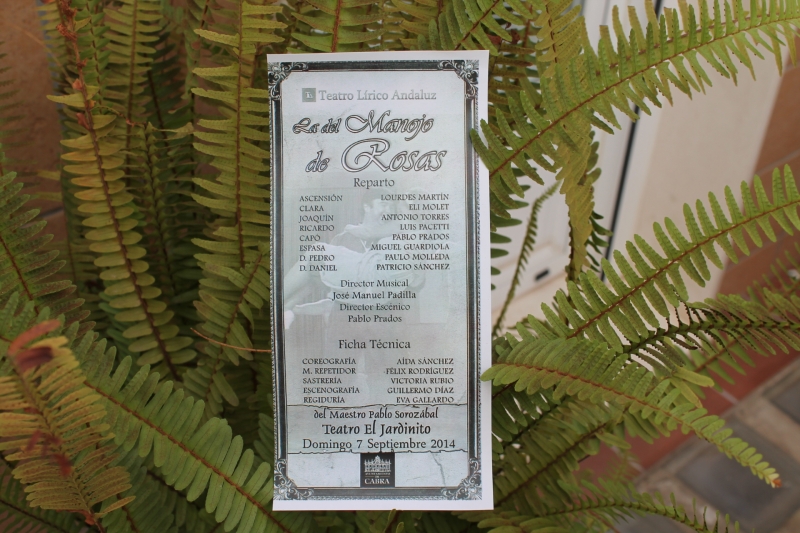 Teatro Lírico Andaluz
La del Manojo
de Rosas
Reparto
ASCENSIÓN LOURDES MARTÍN
CLARA ELI MOLET
JOAQUIN ANTONIO TORRES
RICARDO LUIS PACETTI
CAPÓ PABLO PRADOS
ESPASA MIGUEL GUARDIOLA
D. PEDRO PAULO MOLLEDA
D. DANIEL PATRICIO SÁNCHEZ
Director Musical
José Manuel Padilla
Director Escénico
Pablo Prados
Ficha Técnica
COREOGRAFÍA AÍDA SÁNCHEZ
M. REPETIDOR FÉLIX RODRÍGUEZ
SASTRERÍA VICTORIA RUBIO
ESCENOGRAFÍA GUILLERMO DÍAZ
REGIDURÍA EVA GALLARDO
del Maestro Pablo Sorozábal
Teatro El Jardinito
Domingo 7 Septiembre 2014
CABRA